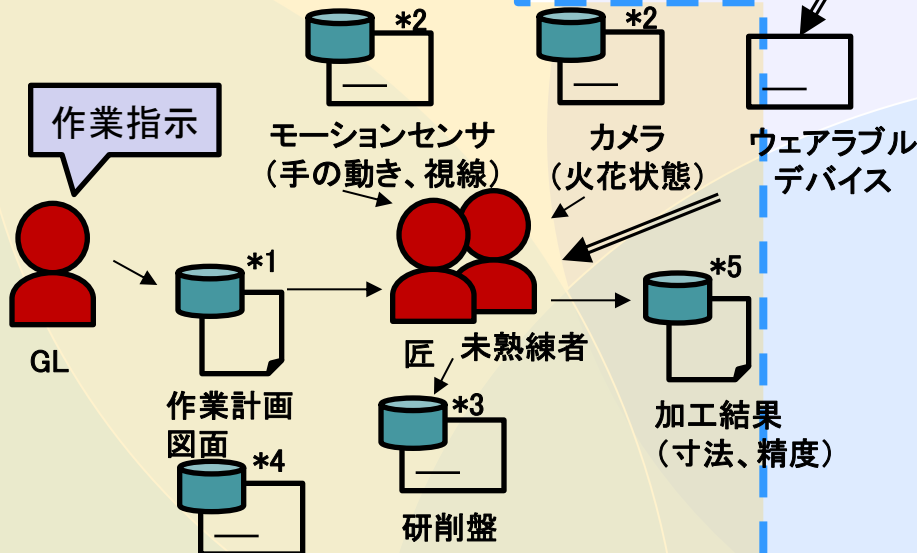 *2
*2
作業指示
モーションセンサ
(手の動き、視線)
カメラ
(火花状態)
ウェアラブル
デバイス
*1
*5
GL
匠
未熟練者
作業計画
図面
*3
加工結果
(寸法、精度)
*4
研削盤